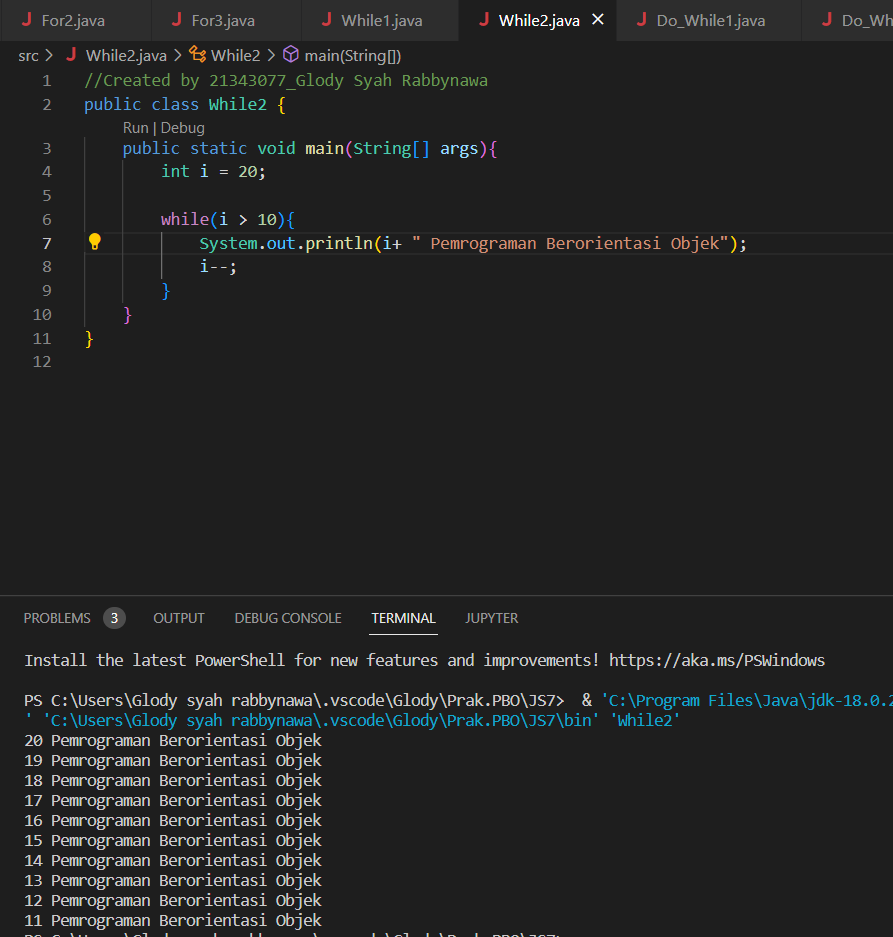 For2.java For3.java While1.java While2.java Do_While1.java Do_Wh
src > While2.java > While2 > main(String[])
1 //Created by 21343077_Glody Syah Rabbynawa
2 public class While2 {
Run | Debug
3 public static void main(String[] args){
4 int i = 20;
5
6 while(i > 10){
7 System.out.println(i+ " Pemrograman Berorientasi Objek");
8 i--;
9 }
10 }
11 }
12
PROBLEMS 3 OUTPUT DEBUG CONSOLE TERMINAL JUPYTER
Install the latest PowerShell for new features and improvements! https://aka.ms/PSWindows
PS C:\Users\Glody syah rabbynawa\.vscode\Glody\Prak.PBO\JS7>  & 'C:\Program Files\Java\jdk-18.0.2
' 'C:\Users\Glody syah rabbynawa\.vscode\Glody\Prak.PBO\JS7\bin' 'While2'
20 Pemrograman Berorientasi Objek
19 Pemrograman Berorientasi Objek
18 Pemrograman Berorientasi Objek
17 Pemrograman Berorientasi Objek
16 Pemrograman Berorientasi Objek
15 Pemrograman Berorientasi Objek
14 Pemrograman Berorientasi Objek
13 Pemrograman Berorientasi Objek
12 Pemrograman Berorientasi Objek
11 Pemrograman Berorientasi Objek